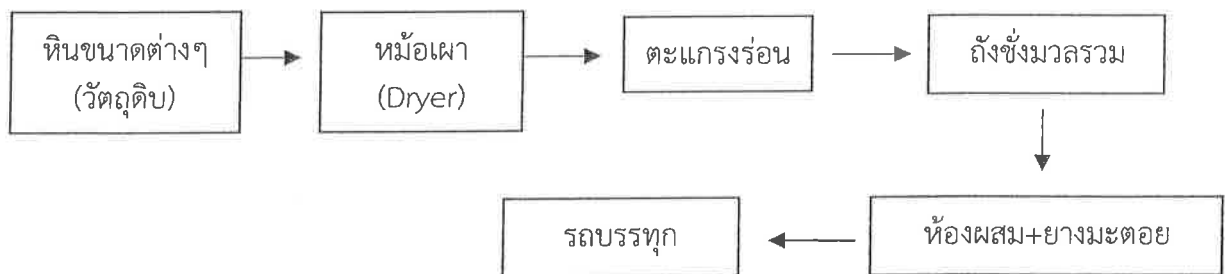 หินขนาดต่างๆ
(วัตถุดิบ)
หม้อเผา
(Dryer)
ตะแกรงร่อน
ถังชั่งมวลรวม
ห้องผสม+ยางมะตอย
รถบรรทุก